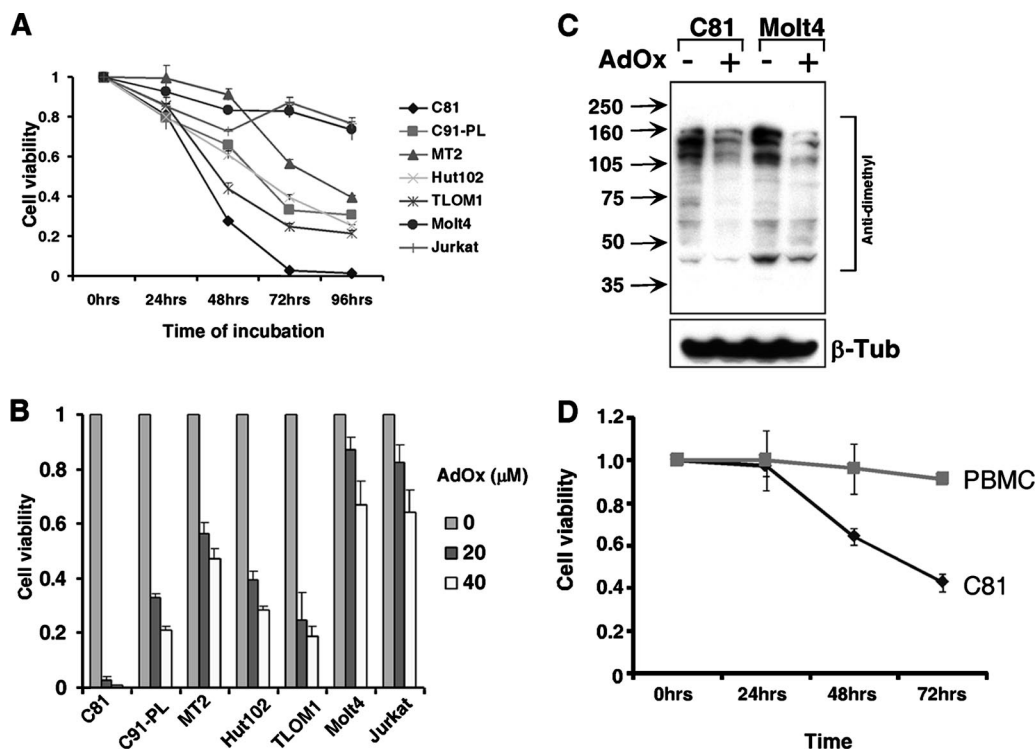 A
Cell viability
1
0.8
0.6
0.4
0.2
0
0hrs 24hrs 48hrs 72hrs 96hrs
Time of incubation
C81
C91-PL
MT2
Hut102
TLOM1
Molt4
Jurkat
B
Cell viability
1
0.8
0.6
0.4
0.2
0
C81 C91-PL MT2 Hut102 TLOM1 Molt4 Jurkat
AdOx (µM)
0
20
40
C
C81 Molt4
AdOx - + - +
250
160
105
75
50
35
Anti-dimethyl
β-Tub
D
Cell viability
1.2
1.0
0.8
0.6
0.4
0.2
0
0hrs 24hrs 48hrs 72hrs
Time
PBMC
C81